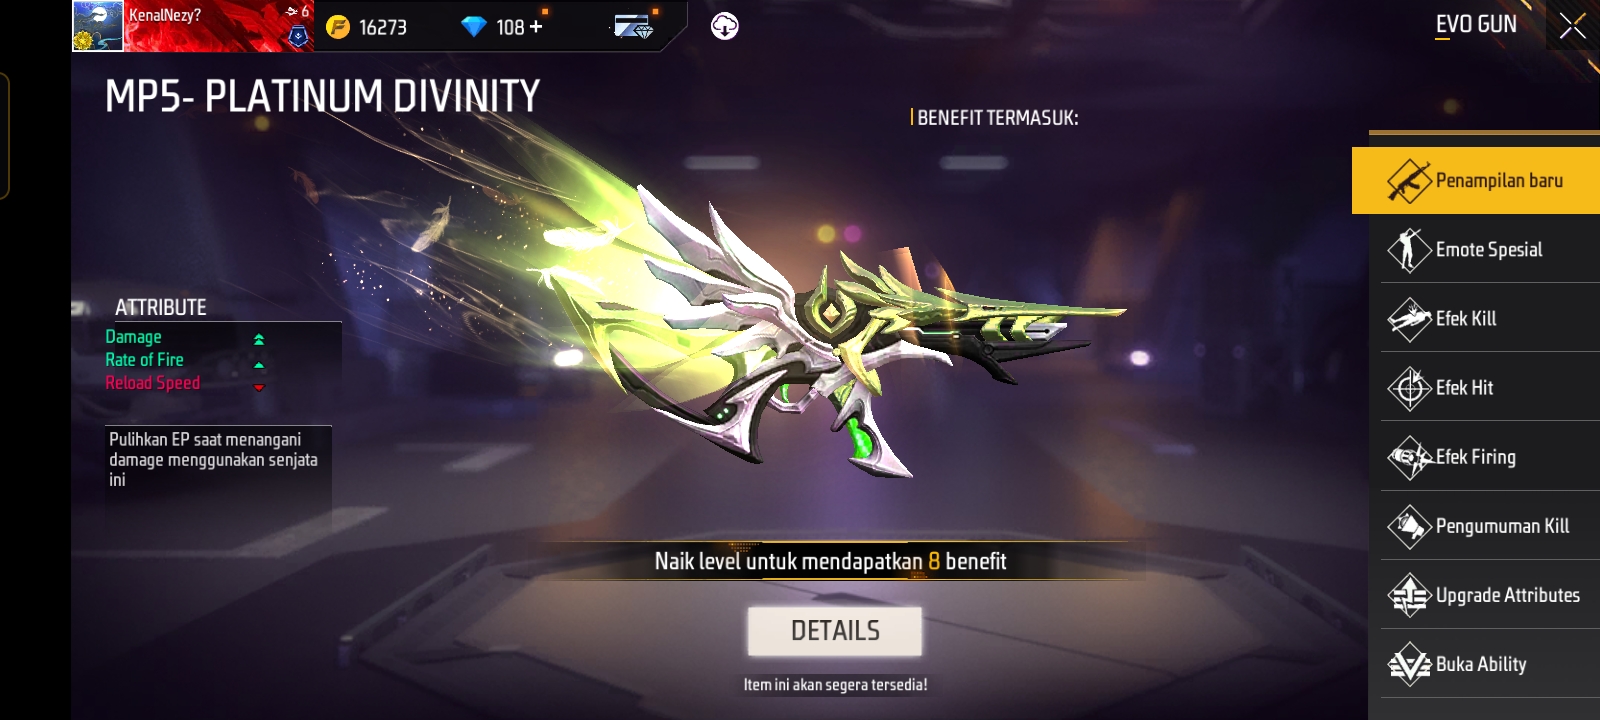 KenalNezy?
6
16273
108 +
EVO GUN
MP5- PLATINUM DIVINITY
BENEFIT TERMASUK:
Penampilan baru
Emote Spesial
Efek Kill
Efek Hit
Efek Firing
Pengumuman Kill
Upgrade Attributes
Buka Ability
ATTRIBUTE
Damage
Rate of Fire
Reload Speed
Pulihkan EP saat menangani
damage menggunakan senjata
ini
Naik level untuk mendapatkan 8 benefit
DETAILS
Item ini akan segera tersedia!